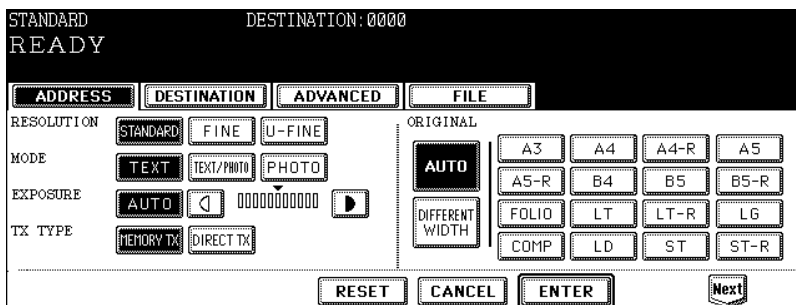 STANDARD DESTINATION:0000
READY
ADDRESS DESTINATION ADVANCED FILE
RESOLUTION STANDARD FINE U-FINE
MODE TEXT TEXT/PHOTO PHOTO
EXPOSURE AUTO
TX TYPE MEMORY TX DIRECT TX
ORIGINAL
AUTO
DIFFERENT
WIDTH
A3 A4 A4-R A5
A5-R B4 B5 B5-R
FOLIO LT LT-R LG
COMP LD ST ST-R
RESET CANCEL ENTER Next